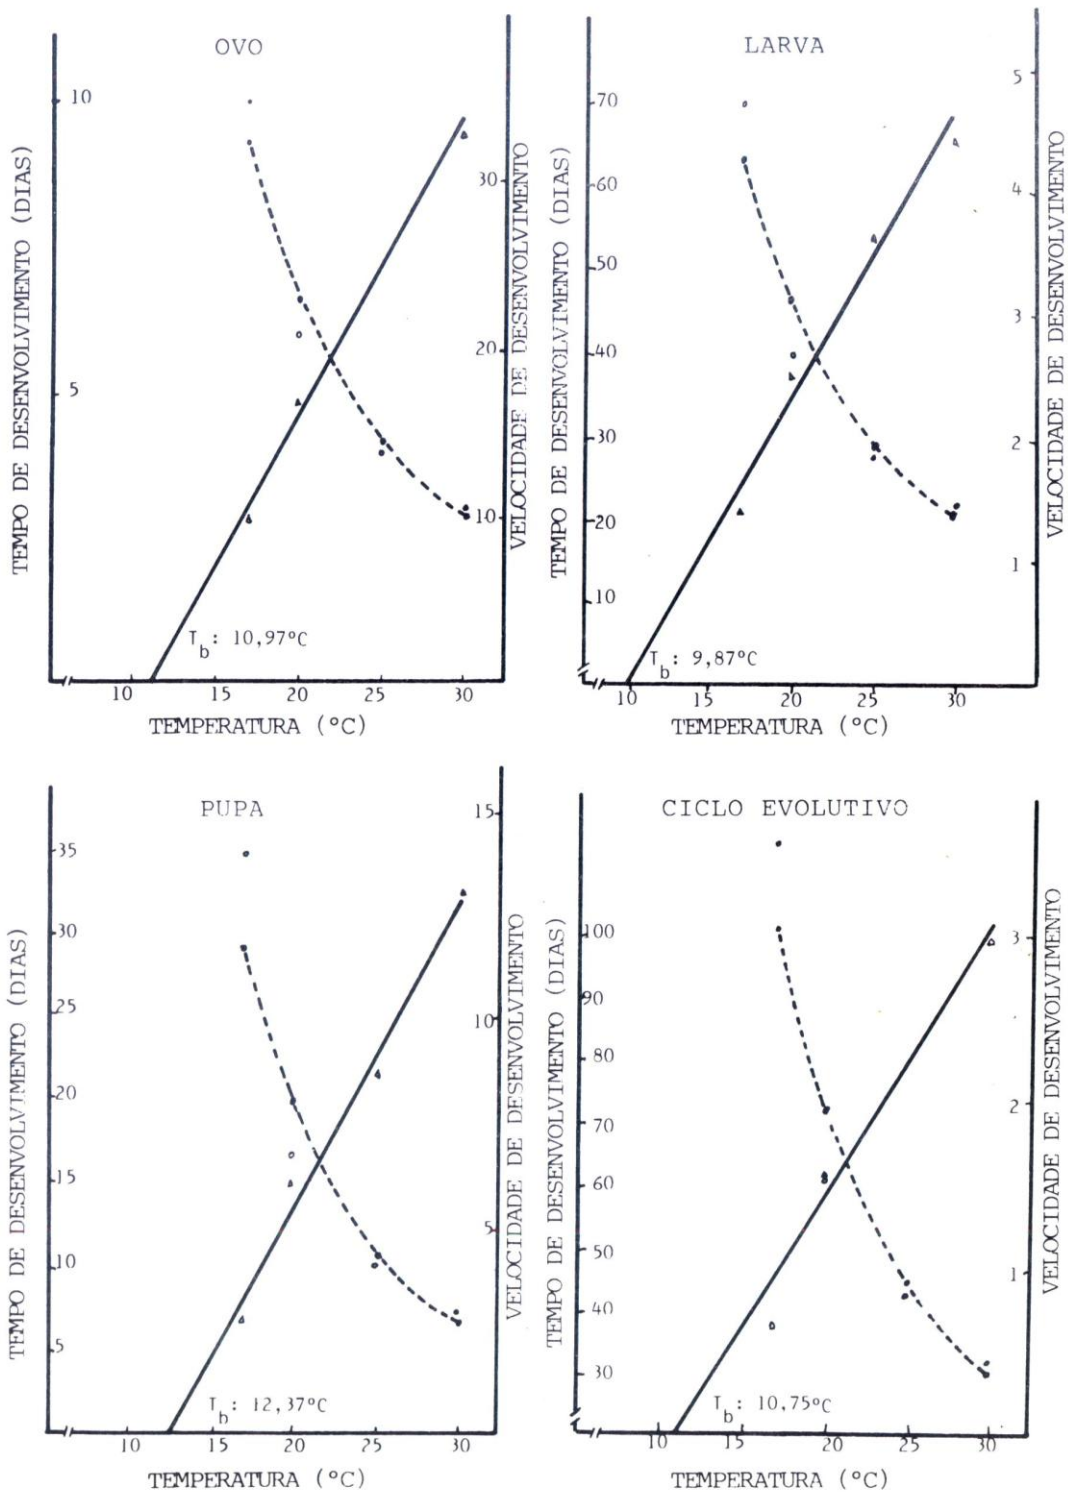 OVO
TEMPO DE DESENVOLVIMENTO (DIAS)
10
5
VELOCIDADE DE DESENVOLVIMENTO
30
20
10
T_b: 10,97°C
10 15 20 25 30
TEMPERATURA (°C)
LARVA
TEMPO DE DESENVOLVIMENTO (DIAS)
70
60
50
40
30
20
10
VELOCIDADE DE DESENVOLVIMENTO
5
4
3
2
1
T_b: 9,87°C
10 15 20 25 30
TEMPERATURA (°C)
PUPA
TEMPO DE DESENVOLVIMENTO (DIAS)
35
30
25
20
15
10
5
VELOCIDADE DE DESENVOLVIMENTO
15
10
5
T_b: 12,37°C
10 15 20 25 30
TEMPERATURA (°C)
CICLO EVOLUTIVO
TEMPO DE DESENVOLVIMENTO (DIAS)
100
90
80
70
60
50
40
30
VELOCIDADE DE DESENVOLVIMENTO
3
2
1
T_b: 10,75°C
10 15 20 25 30
TEMPERATURA (°C)